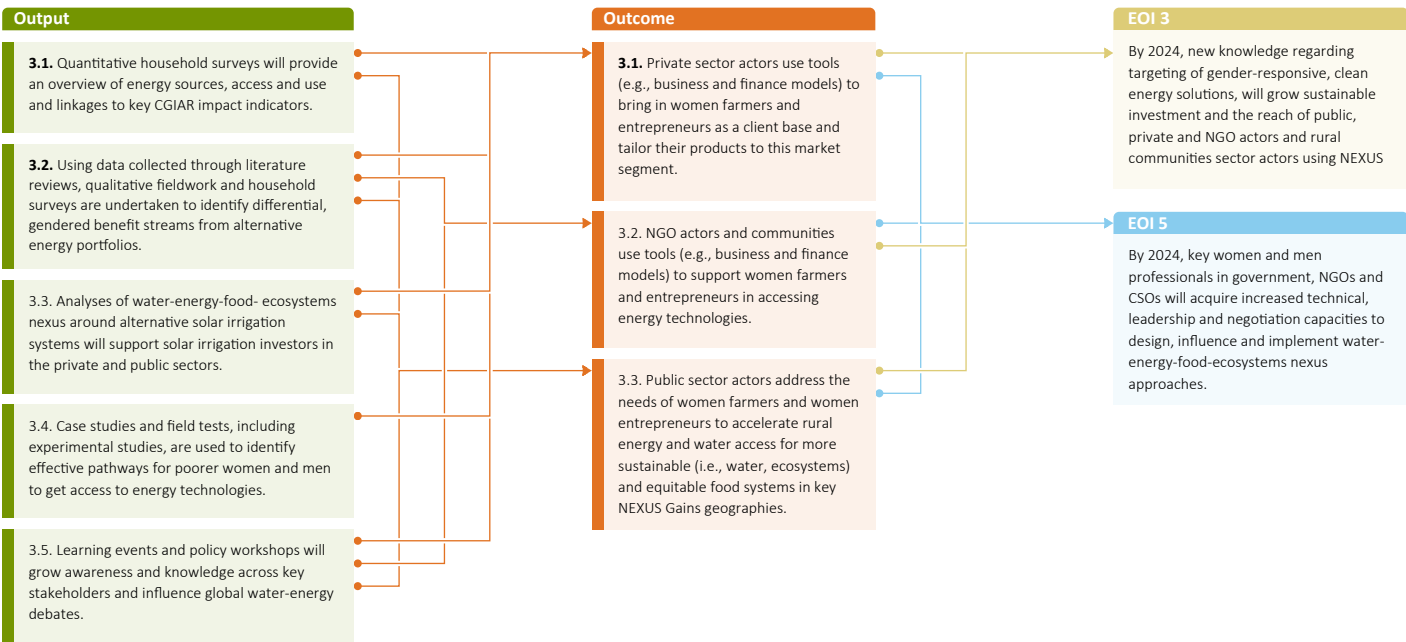 Output
3.1. Quantitative household surveys will provide
an overview of energy sources, access and use
and linkages to key CGIAR impact indicators.
3.2. Using data collected through literature
reviews, qualitative fieldwork and household
surveys are undertaken to identify differential,
gendered benefit streams from alternative
energy portfolios.
3.3. Analyses of water-energy-food- ecosystems
nexus around alternative solar irrigation
systems will support solar irrigation investors in
the private and public sectors.
3.4. Case studies and field tests, including
experimental studies, are used to identify
effective pathways for poorer women and men
to get access to energy technologies.
3.5. Learning events and policy workshops will
grow awareness and knowledge across key
stakeholders and influence global water-energy
debates.
Outcome
3.1. Private sector actors use tools
(e.g., business and finance models) to
bring in women farmers and
entrepreneurs as a client base and
tailor their products to this market
segment.
3.2. NGO actors and communities
use tools (e.g., business and finance
models) to support women farmers
and entrepreneurs in accessing
energy technologies.
3.3. Public sector actors address the
needs of women farmers and women
entrepreneurs to accelerate rural
energy and water access for more
sustainable (i.e., water, ecosystems)
and equitable food systems in key
NEXUS Gains geographies.
EOI 3
By 2024, new knowledge regarding
targeting of gender-responsive, clean
energy solutions, will grow sustainable
investment and the reach of public,
private and NGO actors and rural
communities sector actors using NEXUS
EOI 5
By 2024, key women and men
professionals in government, NGOs and
CSOs will acquire increased technical,
leadership and negotiation capacities to
design, influence and implement water-
energy-food-ecosystems nexus
approaches.